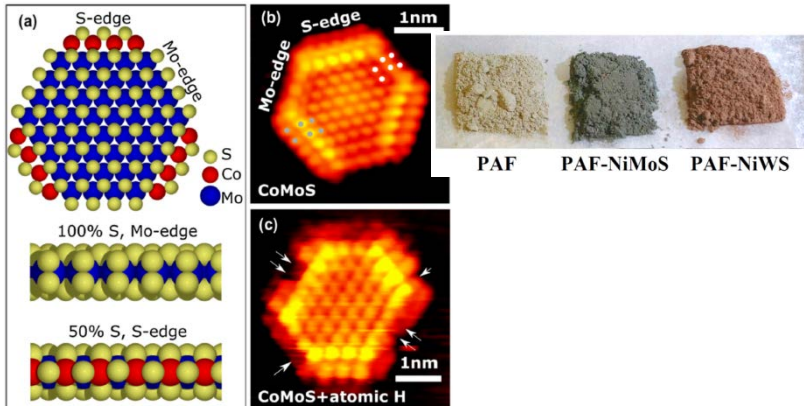 (a)
S-edge
Mo-edge
S
Co
Mo
100% S, Mo-edge
50% S, S-edge
(b)
S-edge
Mo-edge
1nm
CoMoS
(c)
1nm
CoMoS+atomic H
PAF PAF-NiMoS PAF-NiWS